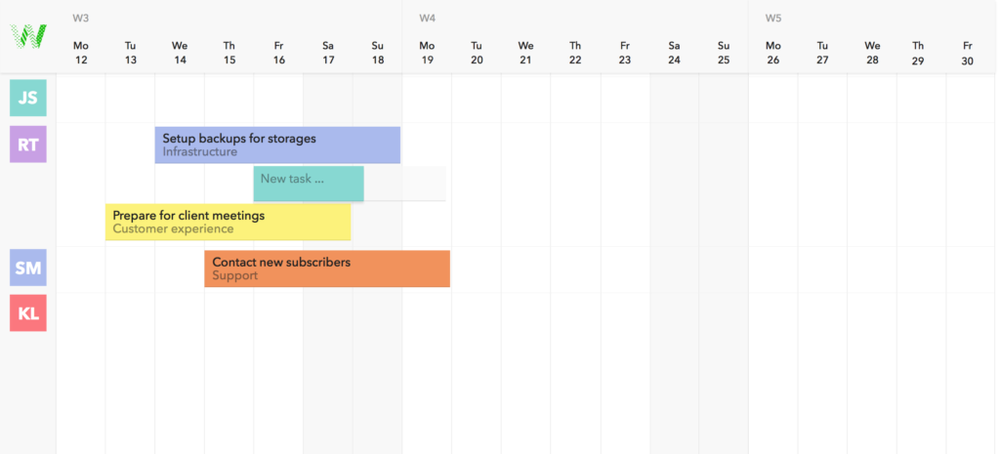 W3 W4 W5
Mo Tu We Th Fr Sa Su Mo Tu We Th Fr Sa Su Mo Tu We Th Fr
12 13 14 15 16 17 18 19 20 21 22 23 24 25 26 27 28 29 30
JS
RT
Setup backups for storages
Infrastructure
New task ...
Prepare for client meetings
Customer experience
SM
Contact new subscribers
Support
KL